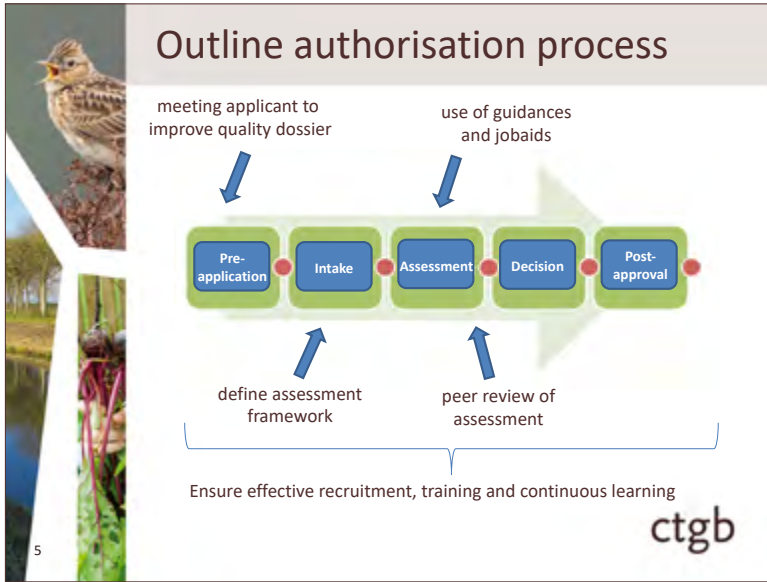 Outline authorisation process
meeting applicant to
improve quality dossier
use of guidances
and jobaids
Pre-
application
Intake
Assessment
Decision
Post-
approval
define assessment
framework
peer review of
assessment
Ensure effective recruitment, training and continuous learning
ctgb
5